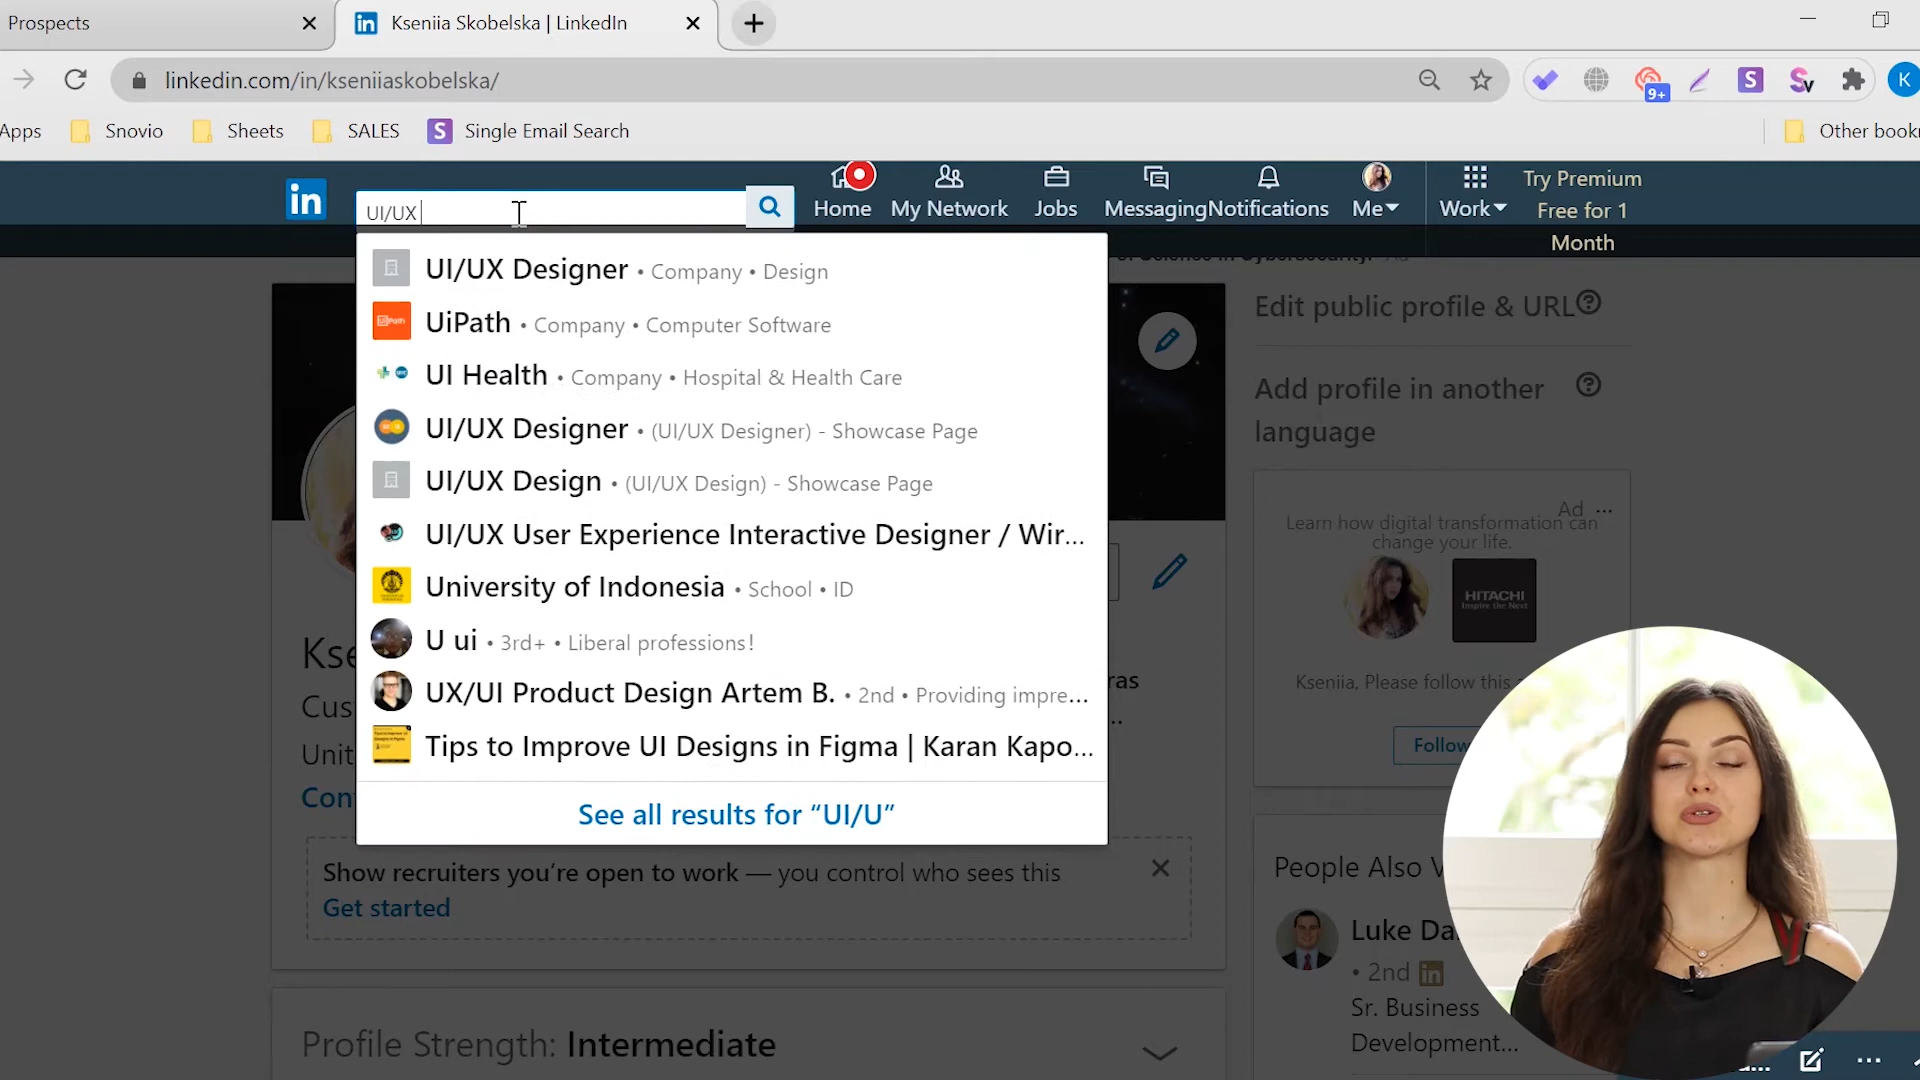 Prospects
Kseniia Skobelska | LinkedIn
linkedin.com/in/kseniiaskobelska/
9+
S
Sv
K
Apps
Snovio
Sheets
SALES
S
Single Email Search
Other
in
UI/UX
Home
My Network
Jobs
Messaging
Notifications
Me
Work
Try Premium
Free for 1
Month
UI/UX Designer • Company • Design
UiPath • Company • Computer Software
UI Health • Company • Hospital & Health Care
UI/UX Designer • (UI/UX Designer) - Showcase Page
UI/UX Design • (UI/UX Design) - Showcase Page
UI/UX User Experience Interactive Designer / Wir...
University of Indonesia • School • ID
U ui • 3rd+ • Liberal professions!
UX/UI Product Design Artem B. • 2nd • Providing impre...
Tips to Improve UI Designs in Figma | Karan Kapo...
See all results for “UI/U”
Edit public profile & URL
Add profile in another
language
Ad ...
Learn how digital transformation can
change your life.
HITACHI
Inspire the Next
Kseniia, Please follow this
Follow
Show recruiters you're open to work — you control who sees this
Get started
Profile Strength: Intermediate
People Also
Luke
• 2nd in
Sr. Business
Development...